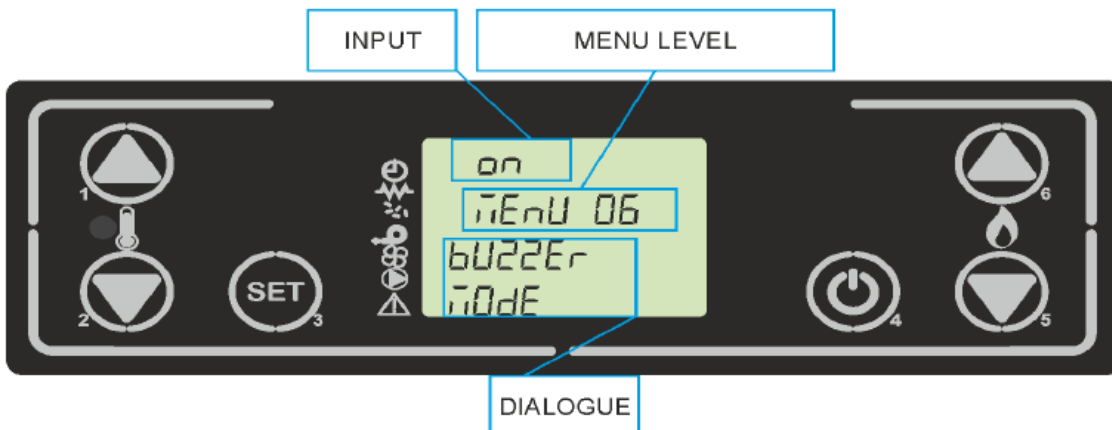 INPUT MENU LEVEL
on
MEnU 06
bUZZEr
MOdE
1
6
2
SET 3
4
5
DIALOGUE